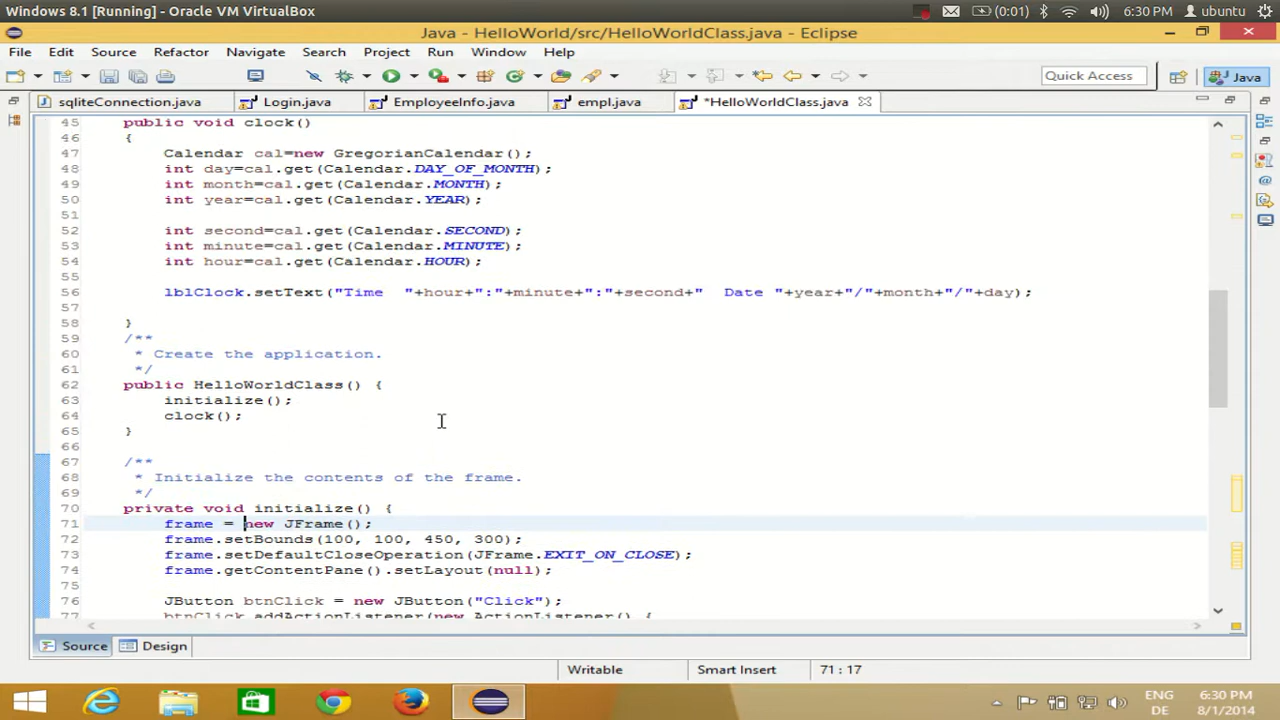 Windows 8.1 [Running] - Oracle VM VirtualBox (0:01) 6:30 PM ubuntu
Java - HelloWorld/src/HelloWorldClass.java - Eclipse
File Edit Source Refactor Navigate Search Project Run Window Help
Quick Access Java
sqliteConnection.java Login.java EmployeeInfo.java empl.java *HelloWorldClass.java
45 public void clock()
46 {
47 Calendar cal=new GregorianCalendar();
48 int day=cal.get(Calendar.DAY_OF_MONTH);
49 int month=cal.get(Calendar.MONTH);
50 int year=cal.get(Calendar.YEAR);
51
52 int second=cal.get(Calendar.SECOND);
53 int minute=cal.get(Calendar.MINUTE);
54 int hour=cal.get(Calendar.HOUR);
55
56 lblClock.setText("Time  "+hour+":"+minute+":"+second+"  Date "+year+"/"+month+"/"+day);
57
58 }
59 /**
60 * Create the application.
61 */
62 public HelloWorldClass() {
63 initialize();
64 clock();
65 }
66
67 /**
68 * Initialize the contents of the frame.
69 */
70 private void initialize() {
71 frame = new JFrame();
72 frame.setBounds(100, 100, 450, 300);
73 frame.setDefaultCloseOperation(JFrame.EXIT_ON_CLOSE);
74 frame.getContentPane().setLayout(null);
75
76 JButton btnClick = new JButton("Click");
77 btnClick.addActionListener(new ActionListener() {
Source Design
Writable Smart Insert 71 : 17
ENG 6:30 PM
DE 8/1/2014